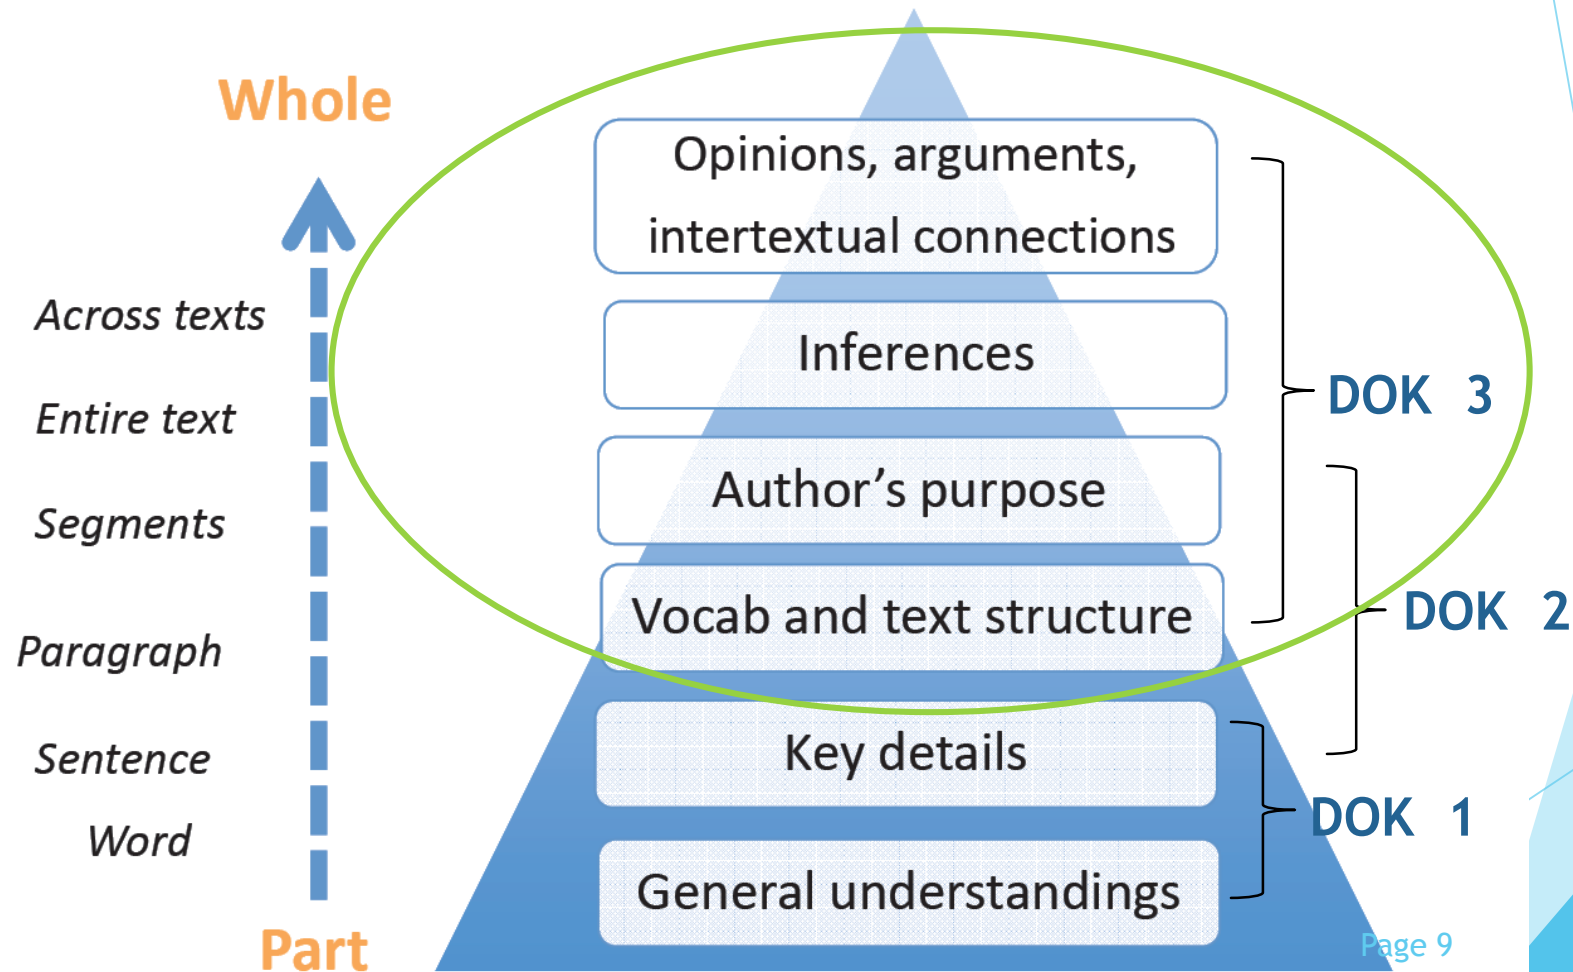 Whole
Across texts
Entire text
Segments
Paragraph
Sentence
Word
Part
Opinions, arguments,
intertextual connections
Inferences
Author’s purpose
Vocab and text structure
Key details
General understandings
DOK 3
DOK 2
DOK 1
Page 9